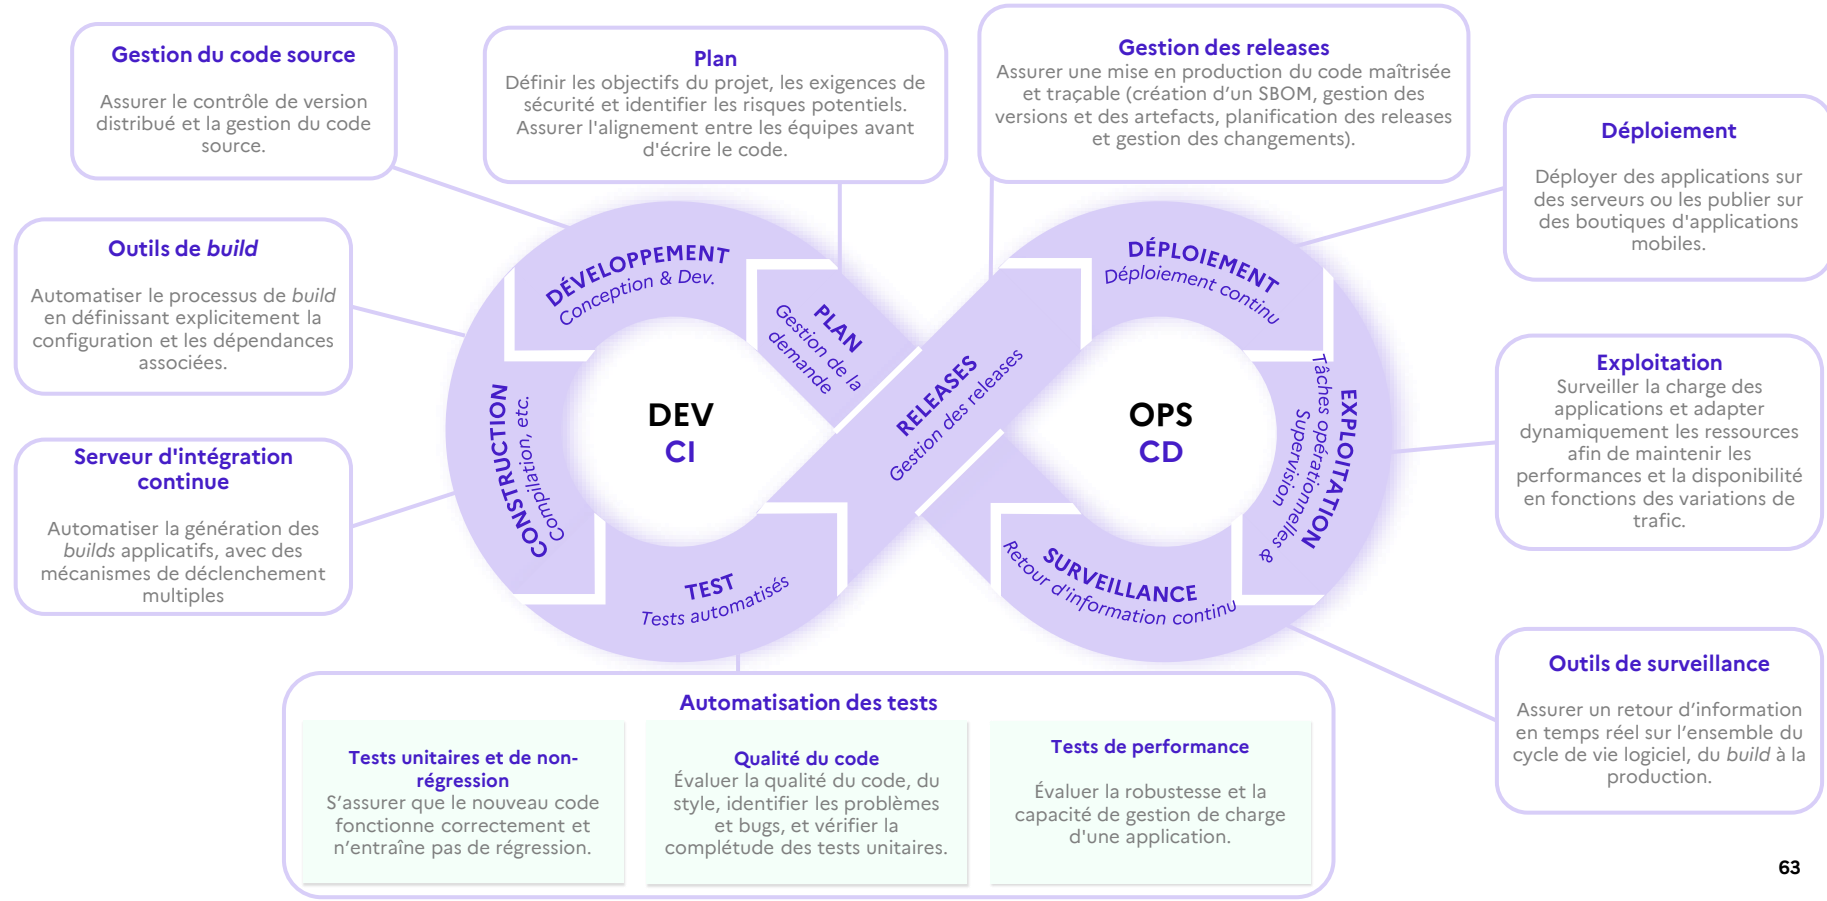 Gestion du code source
Assurer le contrôle de version
distribué et la gestion du code
source.
Plan
Définir les objectifs du projet, les exigences de
sécurité et identifier les risques potentiels.
Assurer l'alignement entre les équipes avant
d'écrire le code.
Gestion des releases
Assurer une mise en production du code maîtrisée
et traçable (création d’un SBOM, gestion des
versions et des artefacts, planification des releases
et gestion des changements).
Déploiement
Déployer des applications sur
des serveurs ou les publier sur
des boutiques d'applications
mobiles.
Outils de build
Automatiser le processus de build
en définissant explicitement la
configuration et les dépendances
associées.
Serveur d'intégration
continue
Automatiser la génération des
builds applicatifs, avec des
mécanismes de déclenchement
multiples
DÉVELOPPEMENT
Conception & Dev.
PLAN
Gestion de la
demande
CONSTRUCTION
Compilation, etc.
DEV
CI
TEST
Tests automatisés
RELEASES
Gestion des releases
DÉPLOIEMENT
Déploiement continu
OPS
CD
EXPLOITATION
Tâches opérationnelles &
Supervision
SURVEILLANCE
Retour d'information continu
Exploitation
Surveiller la charge des
applications et adapter
dynamiquement les ressources
afin de maintenir les
performances et la disponibilité
en fonctions des variations de
trafic.
Outils de surveillance
Assurer un retour d’information
en temps réel sur l’ensemble du
cycle de vie logiciel, du build à la
production.
Automatisation des tests
Tests unitaires et de non-
régression
S’assurer que le nouveau code
fonctionne correctement et
n’entraîne pas de régression.
Qualité du code
Évaluer la qualité du code, du
style, identifier les problèmes
et bugs, et vérifier la
complétude des tests unitaires.
Tests de performance
Évaluer la robustesse et la
capacité de gestion de charge
d'une application.
63